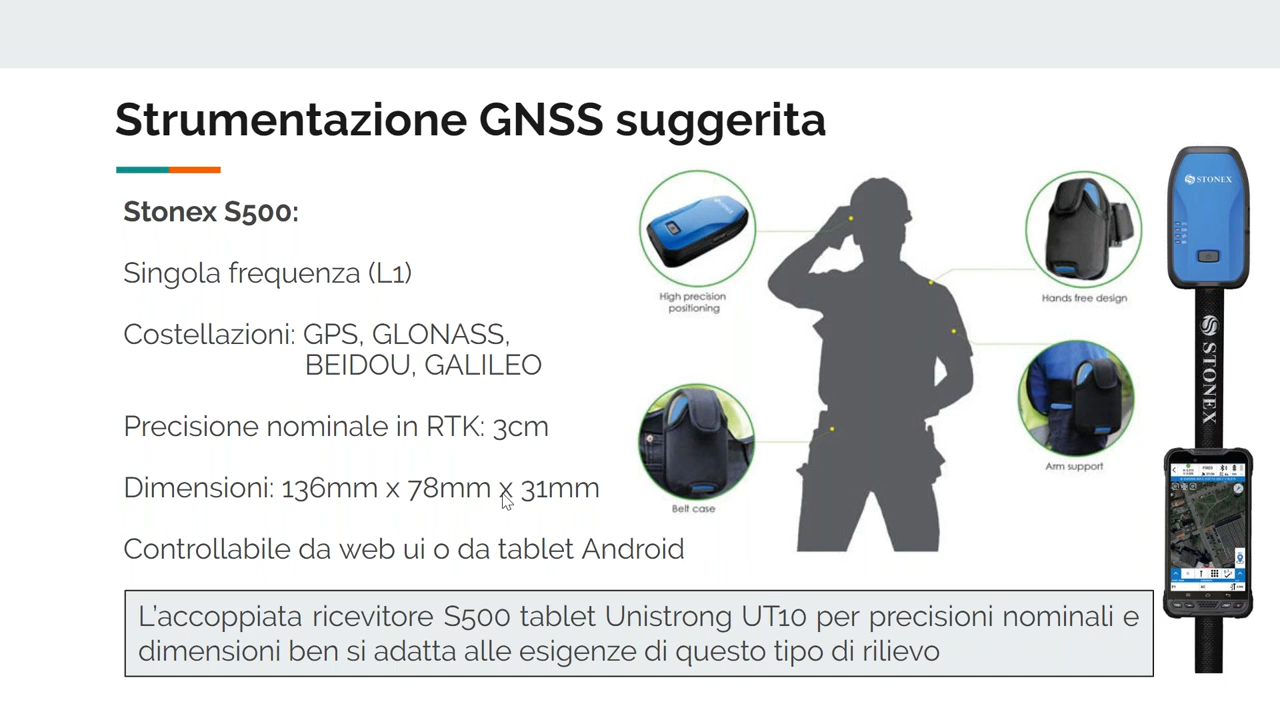 Strumentazione GNSS suggerita
Stonex S500:
Singola frequenza (L1)
Costellazioni: GPS, GLONASS,
BEIDOU, GALILEO
Precisione nominale in RTK: 3cm
Dimensioni: 136mm x 78mm x 31mm
Controllabile da web ui o da tablet Android
L'accoppiata ricevitore S500 tablet Unistrong UT10 per precisioni nominali e
dimensioni ben si adatta alle esigenze di questo tipo di rilievo
High precision
positioning
Hands free design
Belt case
Arm support
STONEX
STONEX